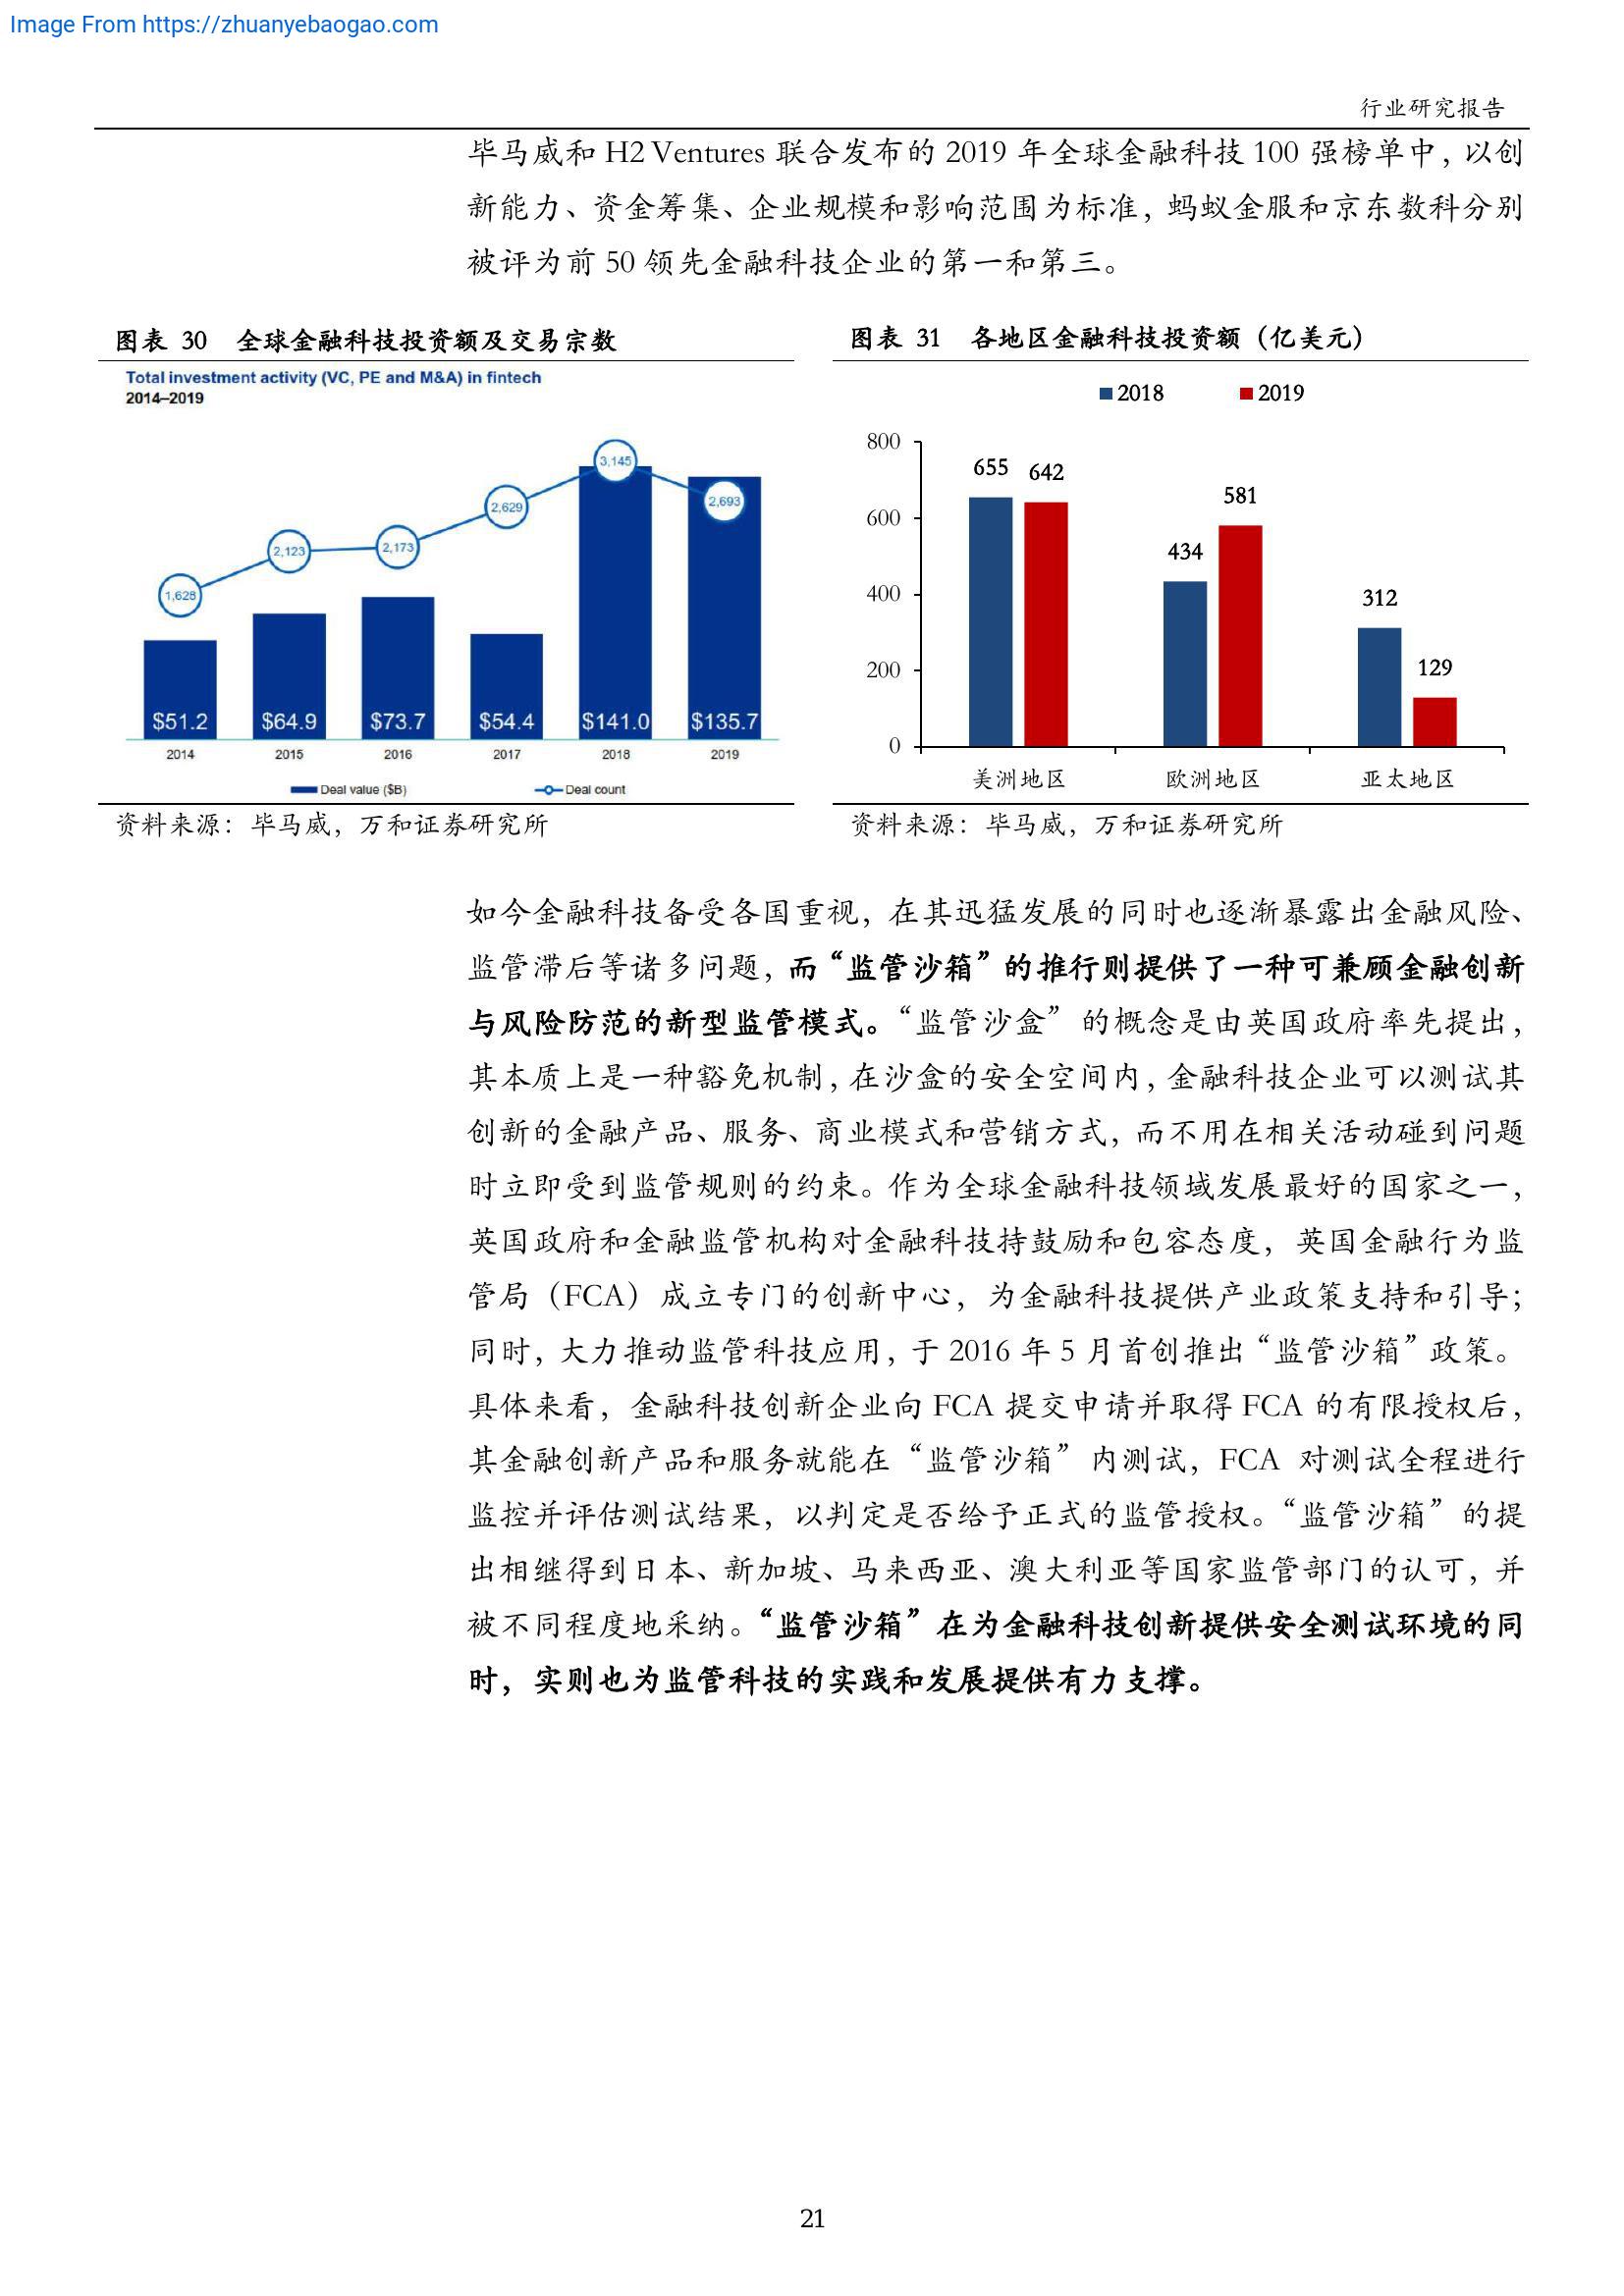 Image From https://zhuanyebaogao.com
行业研究报告
毕马威和 H2 Ventures 联合发布的 2019 年全球金融科技 100 强榜单中，以创
新能力、资金筹集、企业规模和影响范围为标准，蚂蚁金服和京东数科分别
被评为前 50 领先金融科技企业的第一和第三。
图表 30 全球金融科技投资额及交易宗数
Total investment activity (VC, PE and M&A) in fintech
2014–2019
3,145
2,693
2,629
2,123
2,173
1,628
$51.2 $64.9 $73.7 $54.4 $141.0 $135.7
2014 2015 2016 2017 2018 2019
Deal value ($B) Deal count
资料来源：毕马威，万和证券研究所
图表 31 各地区金融科技投资额（亿美元）
2018 2019
800
655 642
600
581
434
400
312
200
129
0
美洲地区 欧洲地区 亚太地区
资料来源：毕马威，万和证券研究所
如今金融科技备受各国重视，在其迅猛发展的同时也逐渐暴露出金融风险、
监管滞后等诸多问题，而“监管沙箱”的推行则提供了一种可兼顾金融创新
与风险防范的新型监管模式。“监管沙盒”的概念是由英国政府率先提出，
其本质上是一种豁免机制，在沙盒的安全空间内，金融科技企业可以测试其
创新的金融产品、服务、商业模式和营销方式，而不用在相关活动碰到问题
时立即受到监管规则的约束。作为全球金融科技领域发展最好的国家之一，
英国政府和金融监管机构对金融科技持鼓励和包容态度，英国金融行为监
管局（FCA）成立专门的创新中心，为金融科技提供产业政策支持和引导；
同时，大力推动监管科技应用，于 2016 年 5 月首创推出“监管沙箱”政策。
具体来看，金融科技创新企业向 FCA 提交申请并取得 FCA 的有限授权后，
其金融创新产品和服务就能在“监管沙箱”内测试，FCA 对测试全程进行
监控并评估测试结果，以判定是否给予正式的监管授权。“监管沙箱”的提
出相继得到日本、新加坡、马来西亚、澳大利亚等国家监管部门的认可，并
被不同程度地采纳。“监管沙箱”在为金融科技创新提供安全测试环境的同
时，实则也为监管科技的实践和发展提供有力支撑。
21